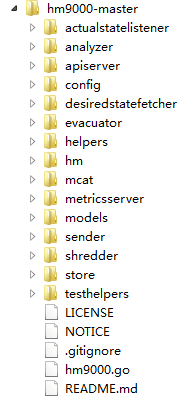 hm9000-master
actualstatelistener
analyzer
apiserver
config
desiredstatefetcher
evacuator
helpers
hm
mcat
metricsserver
models
sender
shredder
store
testhelpers
LICENSE
NOTICE
.gitignore
hm9000.go
README.md